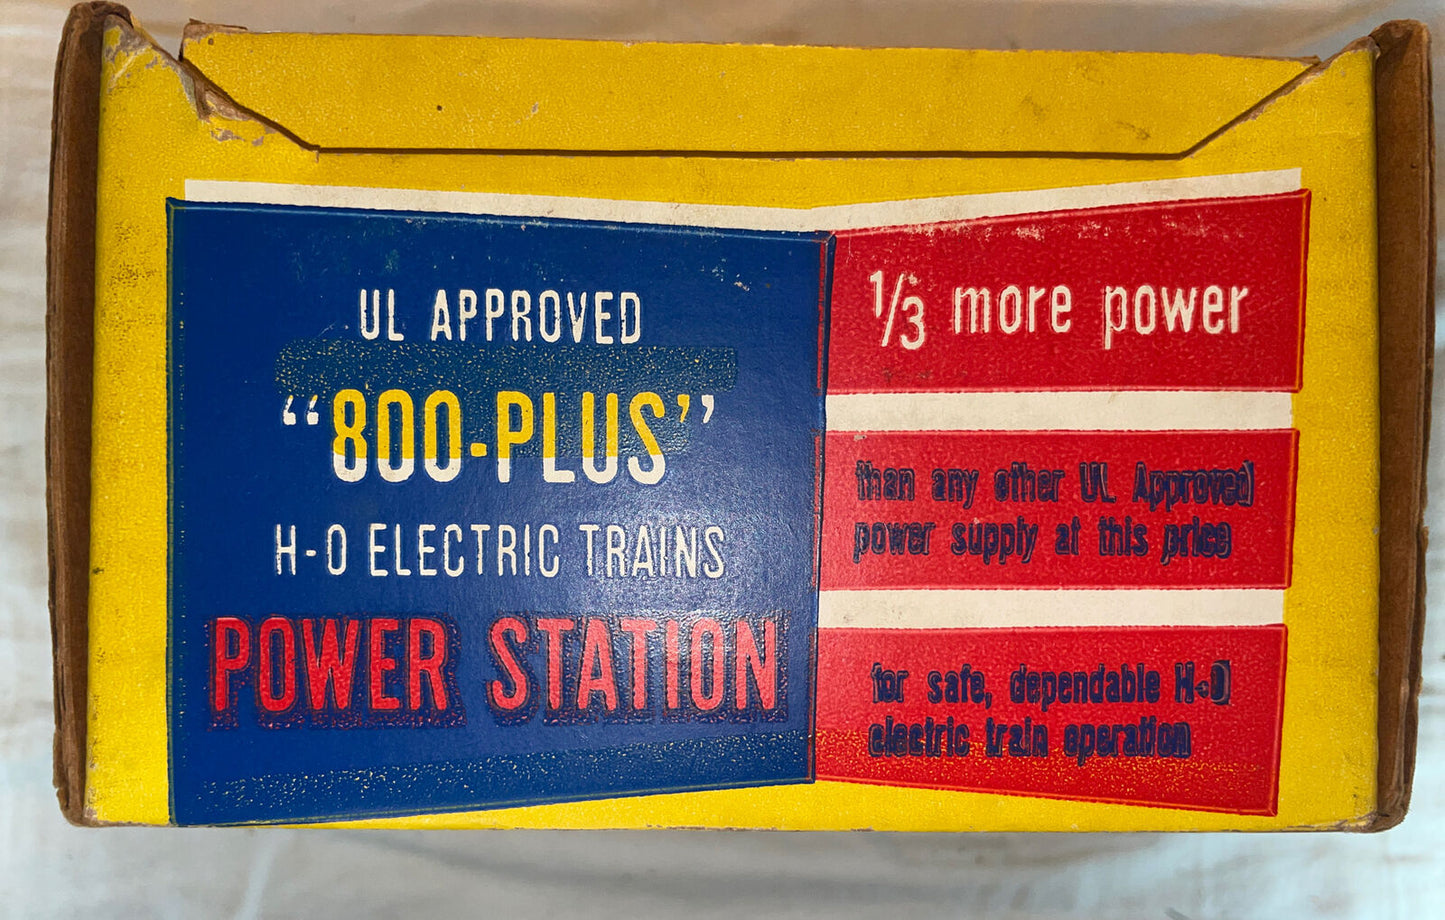 UL APPROVED
“800-PLUS”
H-O ELECTRIC TRAINS
POWER STATION
1/3 more power
than any other UL Approved
power supply at this price
for safe, dependable H-O
electric train operation